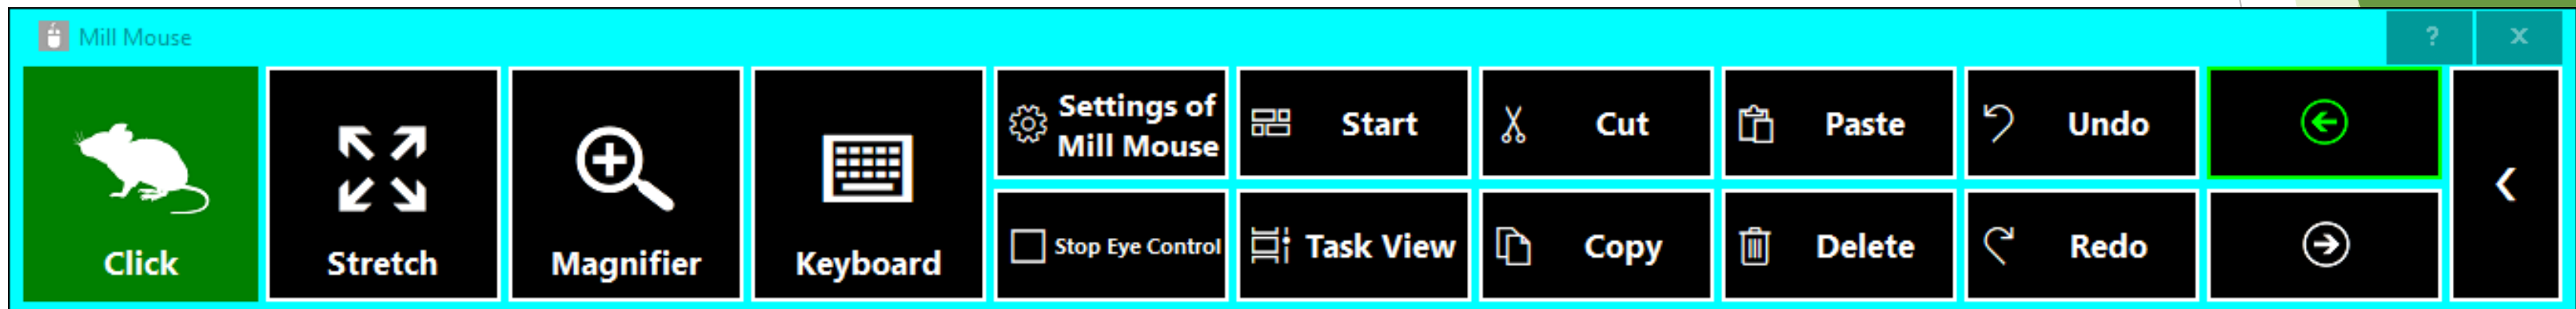 Mill Mouse
? x
Click
Stretch
Magnifier
Keyboard
Settings of
Mill Mouse
Start
Cut
Paste
Undo
Stop Eye Control
Task View
Copy
Delete
Redo